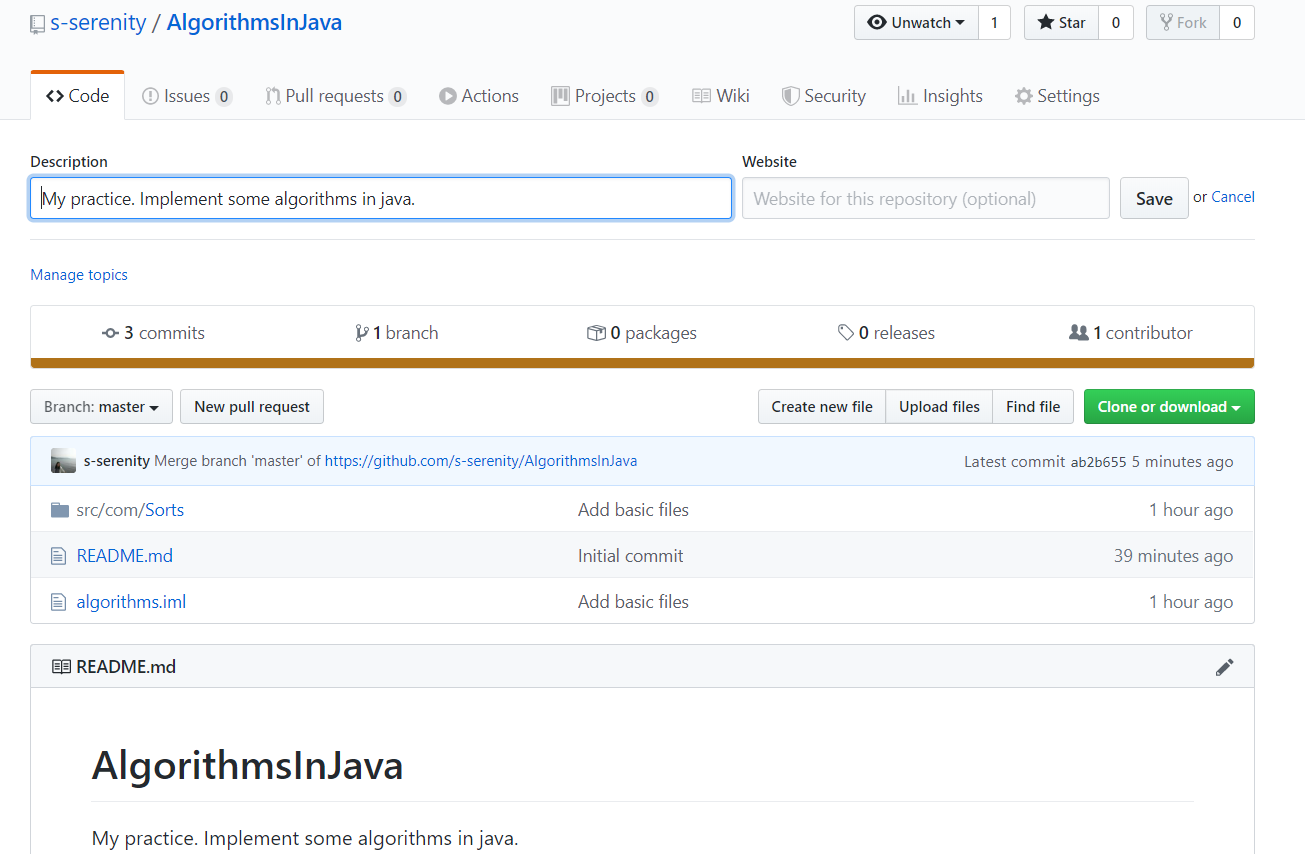 s-serenity / AlgorithmsInJava Unwatch 1 Star 0 Fork 0
Code Issues 0 Pull requests 0 Actions Projects 0 Wiki Security Insights Settings
Description Website
My practice. Implement some algorithms in java. Website for this repository (optional) Save or Cancel
Manage topics
3 commits 1 branch 0 packages 0 releases 1 contributor
Branch: master New pull request Create new file Upload files Find file Clone or download
s-serenity Merge branch 'master' of https://github.com/s-serenity/AlgorithmsInJava Latest commit ab2b655 5 minutes ago
src/com/Sorts Add basic files 1 hour ago
README.md Initial commit 39 minutes ago
algorithms.iml Add basic files 1 hour ago
README.md
AlgorithmsInJava
My practice. Implement some algorithms in java.